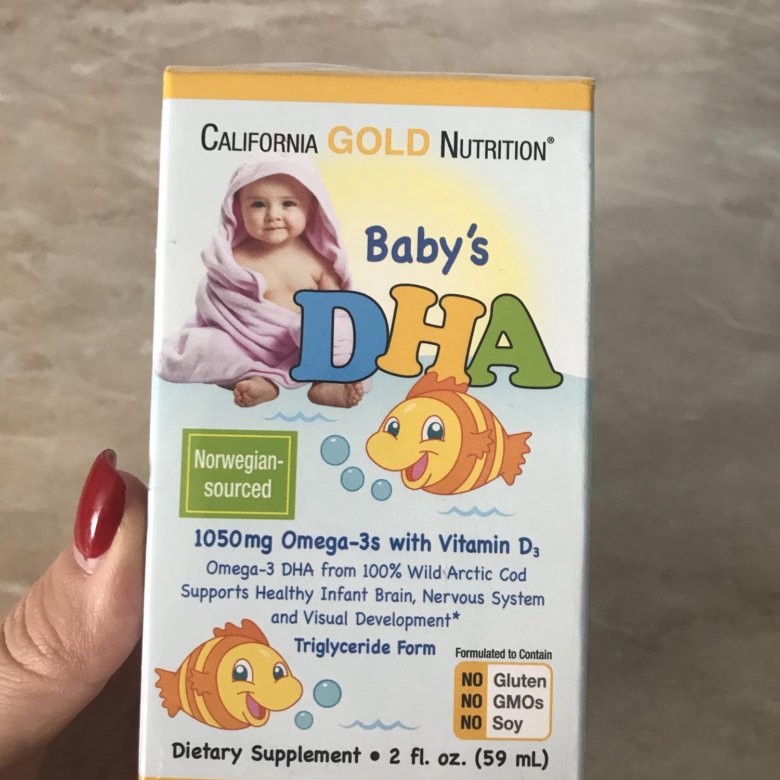 CALIFORNIA GOLD NUTRITION®
Baby's
DHA
Norwegian-
sourced
1050mg Omega-3s with Vitamin D3
Omega-3 DHA from 100% Wild Arctic Cod
Supports Healthy Infant Brain, Nervous System
and Visual Development*
Triglyceride Form
Formulated to Contain
NO Gluten
NO GMOs
NO Soy
Dietary Supplement • 2 fl. oz. (59 mL)